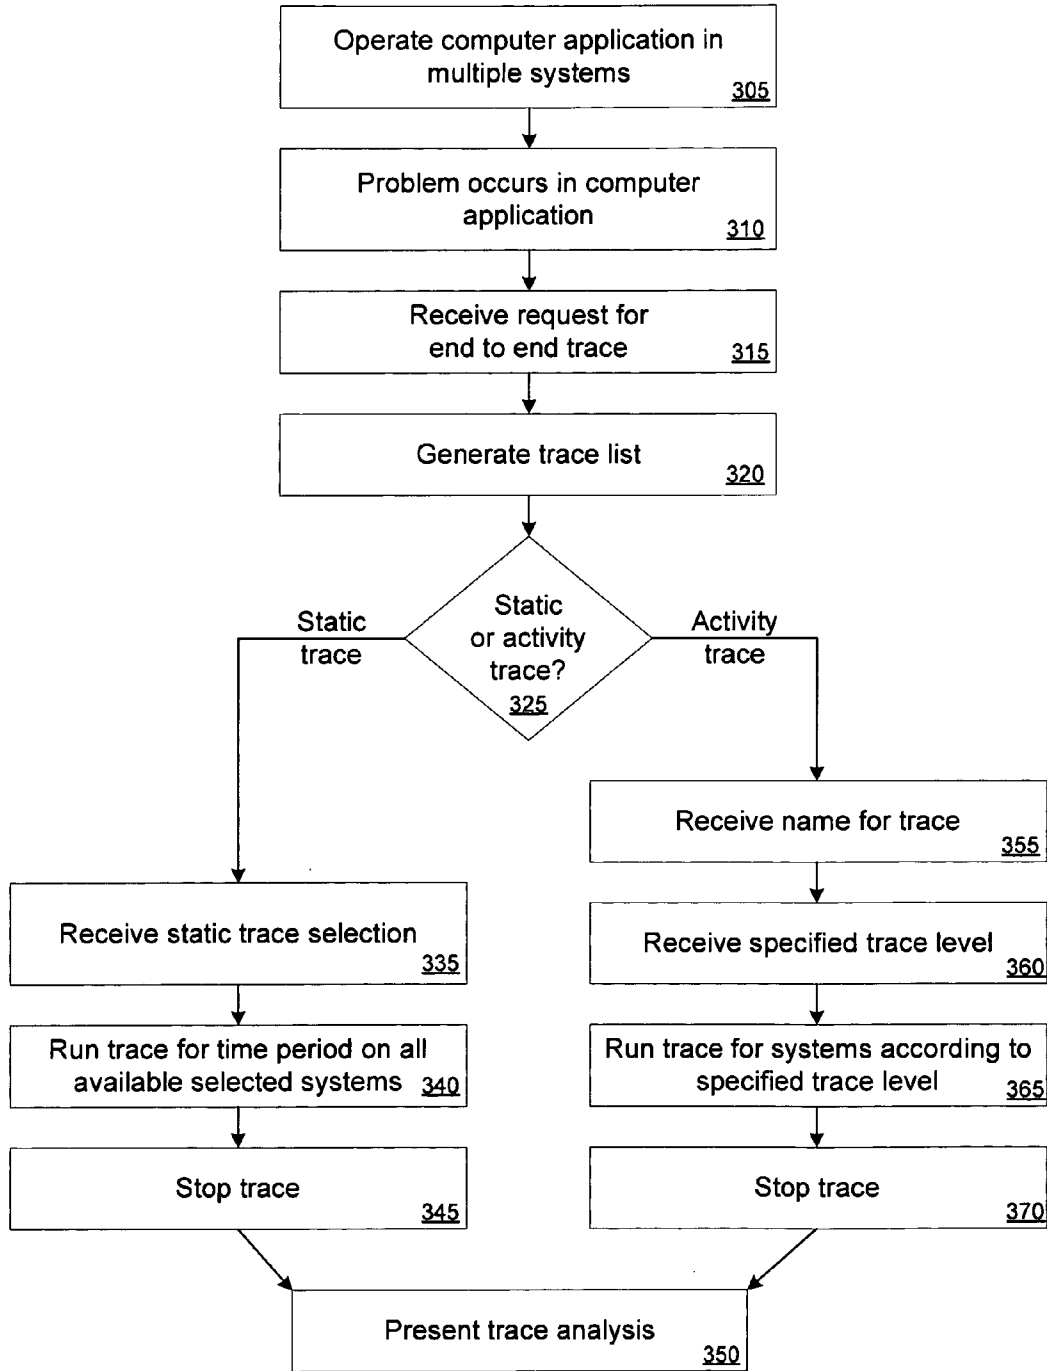 Operate computer application in
multiple systems
305
Problem occurs in computer
application
310
Receive request for
end to end trace
315
Generate trace list
320
Static
or activity
trace?
325
Static
trace
Activity
trace
Receive name for trace
355
Receive static trace selection
335
Receive specified trace level
360
Run trace for time period on all
available selected systems
340
Run trace for systems according to
specified trace level
365
Stop trace
345
Stop trace
370
Present trace analysis
350